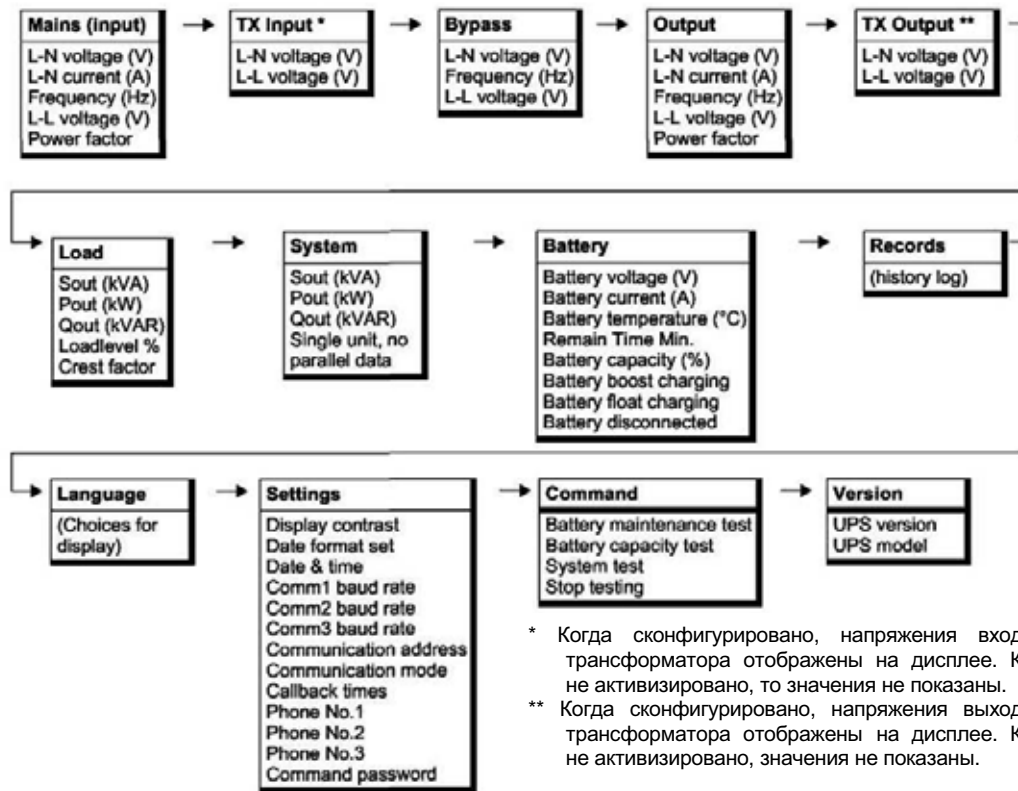 Mains (input)
L-N voltage (V)
L-N current (A)
Frequency (Hz)
L-L voltage (V)
Power factor
TX Input *
L-N voltage (V)
L-L voltage (V)
Bypass
L-N voltage (V)
Frequency (Hz)
L-L voltage (V)
Output
L-N voltage (V)
L-N current (A)
Frequency (Hz)
L-L voltage (V)
Power factor
TX Output **
L-N voltage (V)
L-L voltage (V)
Load
Sout (kVA)
Pout (kW)
Qout (kVAR)
Loadlevel %
Crest factor
System
Sout (kVA)
Pout (kW)
Qout (kVAR)
Single unit, no
parallel data
Battery
Battery voltage (V)
Battery current (A)
Battery temperature (°C)
Remain Time Min.
Battery capacity (%)
Battery boost charging
Battery float charging
Battery disconnected
Records
(history log)
Language
(Choices for
display)
Settings
Display contrast
Date format set
Date & time
Comm1 baud rate
Comm2 baud rate
Comm3 baud rate
Communication address
Communication mode
Callback times
Phone No.1
Phone No.2
Phone No.3
Command password
Command
Battery maintenance test
Battery capacity test
System test
Stop testing
Version
UPS version
UPS model
* Когда сконфигурировано, напряжения вход
трансформатора отображены на дисплее. К
не активизировано, то значения не показаны.
** Когда сконфигурировано, напряжения выход
трансформатора отображены на дисплее. К
не активизировано, значения не показаны.